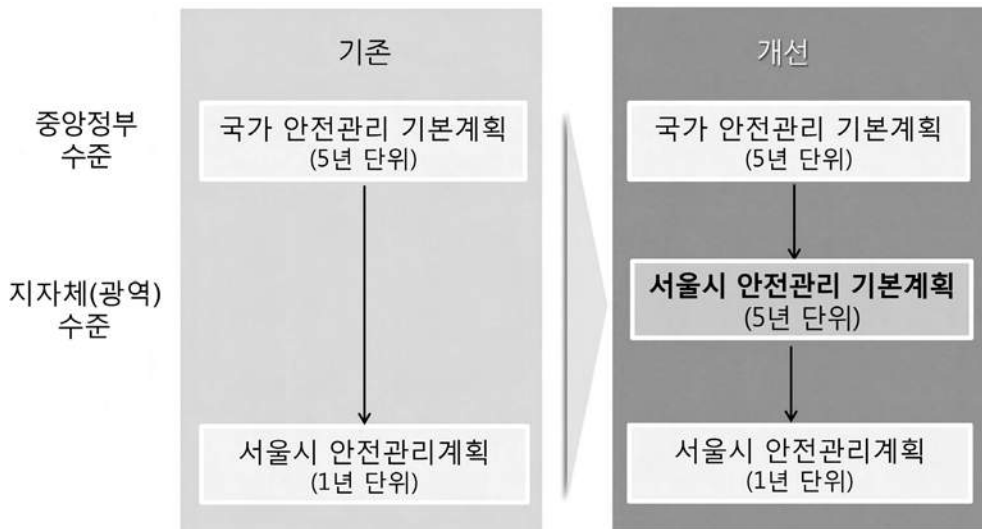 기존
개선
중앙정부
수준
국가 안전관리 기본계획
(5년 단위)
국가 안전관리 기본계획
(5년 단위)
지자체(광역)
수준
서울시 안전관리 기본계획
(5년 단위)
서울시 안전관리계획
(1년 단위)
서울시 안전관리계획
(1년 단위)